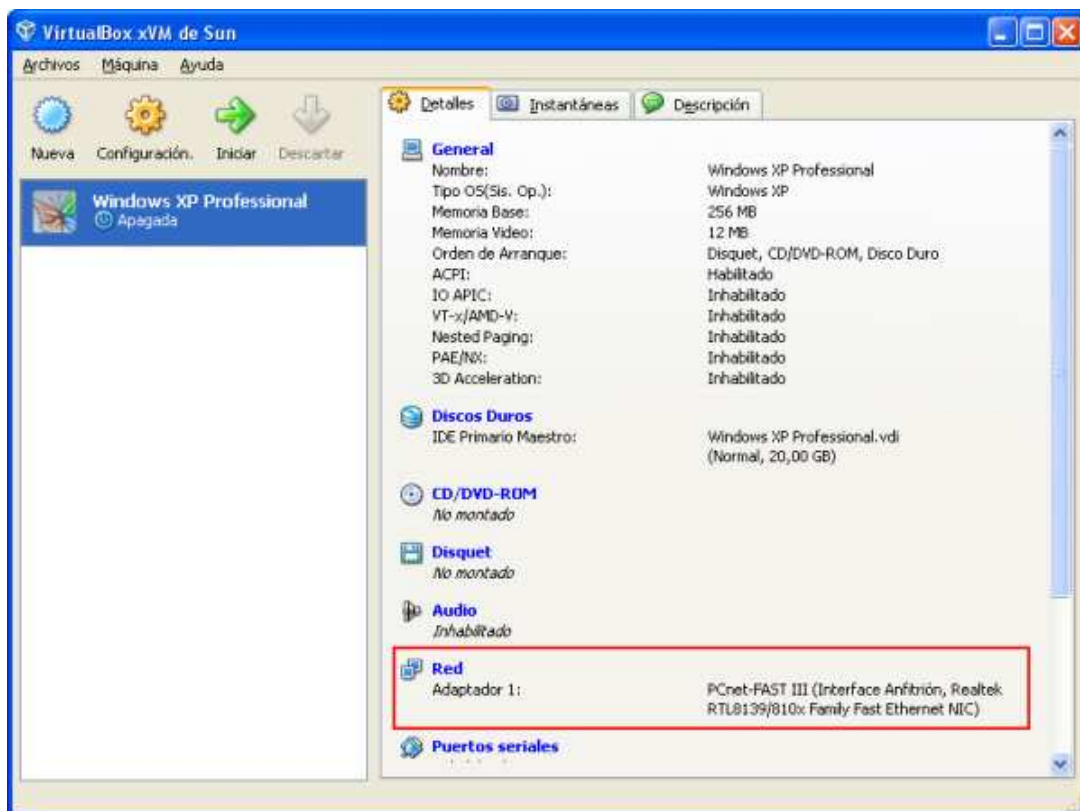 VirtualBox xVM de Sun
Archivos Máquina Ayuda
Nueva Configuración. Iniciar Descartar
Windows XP Professional
Apagada
Detalles Instantáneas Descripción
General
Nombre: Windows XP Professional
Tipo OS(Sis. Op.): Windows XP
Memoria Base: 256 MB
Memoria Video: 12 MB
Orden de Arranque: Disquet, CD/DVD-ROM, Disco Duro
ACPI: Habilitado
IO APIC: Inhabilitado
VT-x/AMD-V: Inhabilitado
Nested Paging: Inhabilitado
PAE/NX: Inhabilitado
3D Acceleration: Inhabilitado
Discos Duros
IDE Primario Maestro: Windows XP Professional.vdi
(Normal, 20,00 GB)
CD/DVD-ROM
No montado
Disquet
No montado
Audio
Inhabilitado
Red
Adaptador 1: PCnet-FAST III (Interface Anfitrión, Realtek
RTL8139/810x Family Fast Ethernet NIC)
Puertos seriales